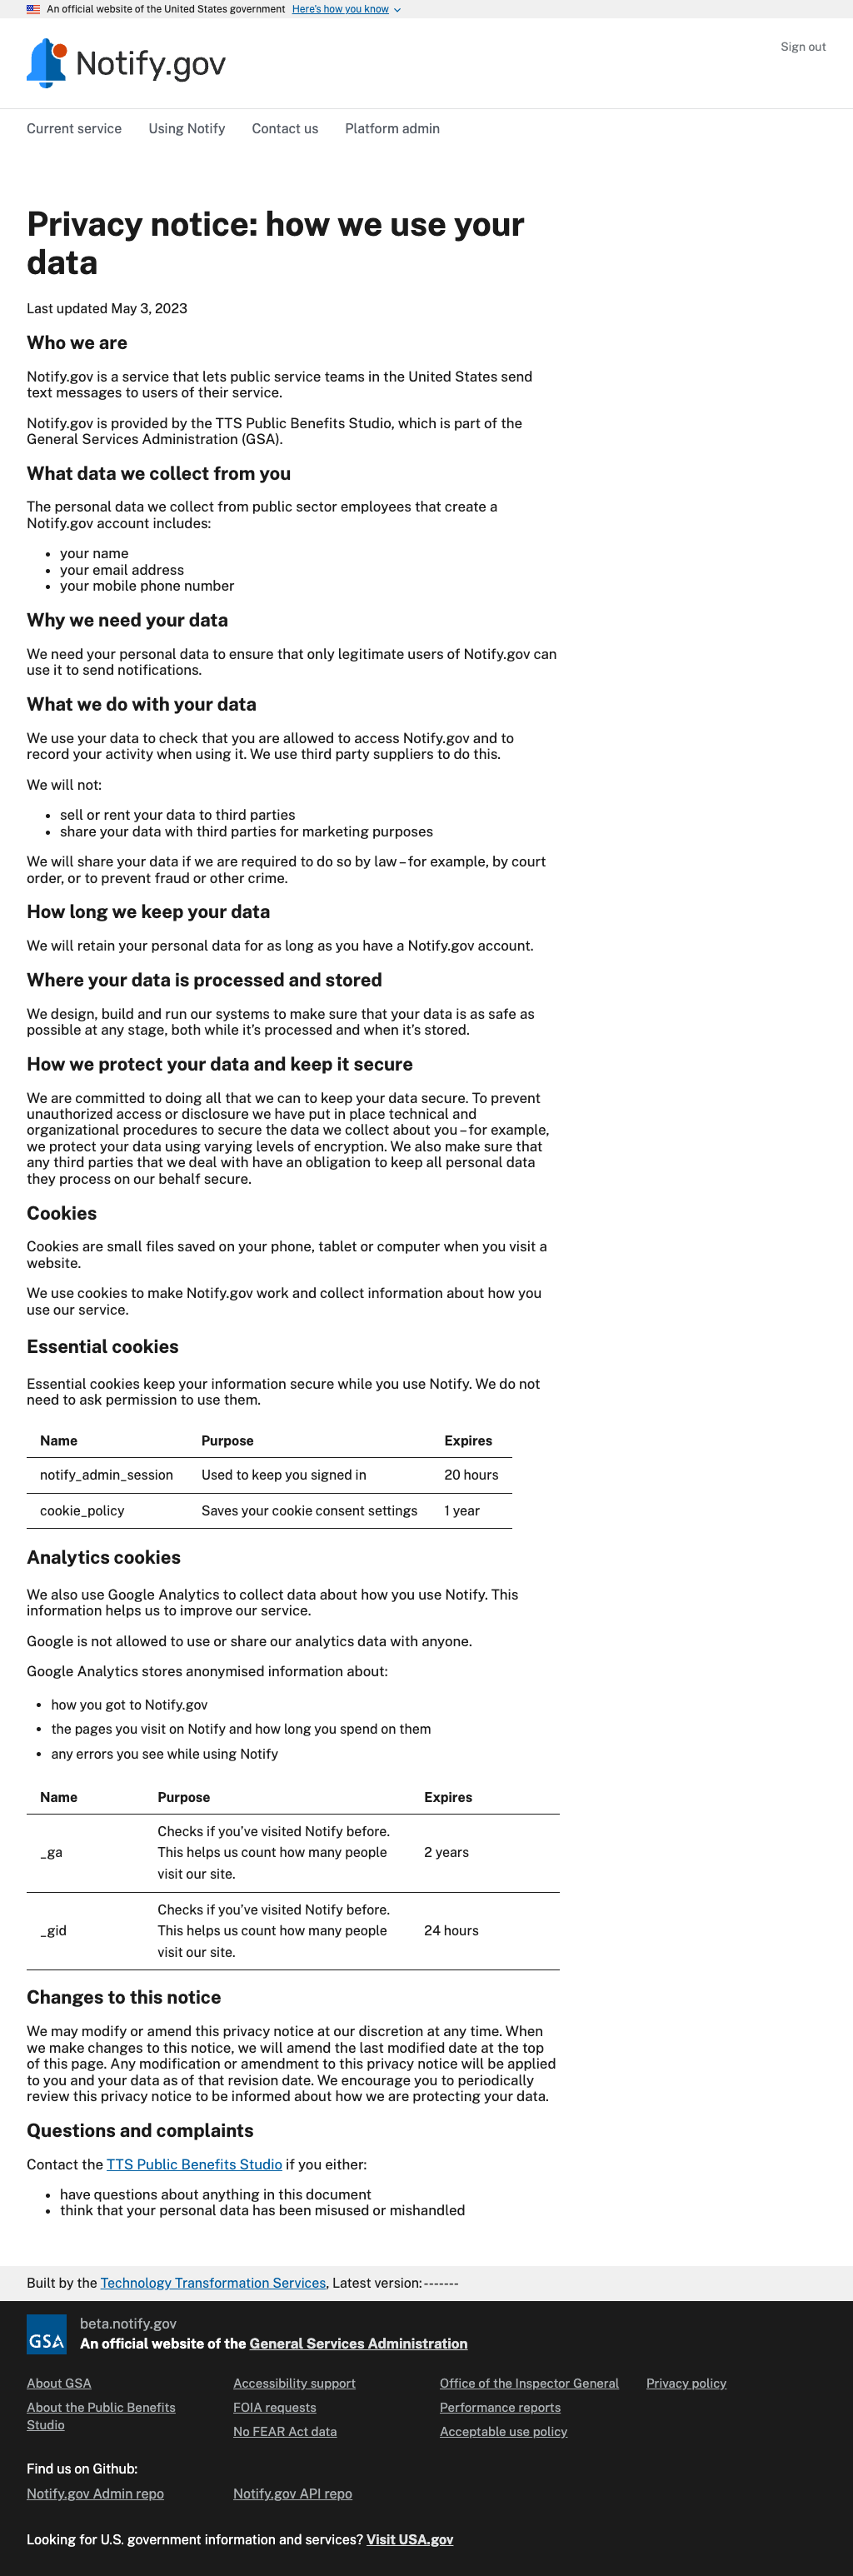 An official website of the United States government Here's how you know
Notify.gov
Sign out
Current service Using Notify Contact us Platform admin
Privacy notice: how we use your
data
Last updated May 3, 2023
Who we are
Notify.gov is a service that lets public service teams in the United States send
text messages to users of their service.
Notify.gov is provided by the TTS Public Benefits Studio, which is part of the
General Services Administration (GSA).
What data we collect from you
The personal data we collect from public sector employees that create a
Notify.gov account includes:
• your name
• your email address
• your mobile phone number
Why we need your data
We need your personal data to ensure that only legitimate users of Notify.gov can
use it to send notifications.
What we do with your data
We use your data to check that you are allowed to access Notify.gov and to
record your activity when using it. We use third party suppliers to do this.
We will not:
• sell or rent your data to third parties
• share your data with third parties for marketing purposes
We will share your data if we are required to do so by law – for example, by court
order, or to prevent fraud or other crime.
How long we keep your data
We will retain your personal data for as long as you have a Notify.gov account.
Where your data is processed and stored
We design, build and run our systems to make sure that your data is as safe as
possible at any stage, both while it’s processed and when it’s stored.
How we protect your data and keep it secure
We are committed to doing all that we can to keep your data secure. To prevent
unauthorized access or disclosure we have put in place technical and
organizational procedures to secure the data we collect about you – for example,
we protect your data using varying levels of encryption. We also make sure that
any third parties that we deal with have an obligation to keep all personal data
they process on our behalf secure.
Cookies
Cookies are small files saved on your phone, tablet or computer when you visit a
website.
We use cookies to make Notify.gov work and collect information about how you
use our service.
Essential cookies
Essential cookies keep your information secure while you use Notify. We do not
need to ask permission to use them.
Name Purpose Expires
notify_admin_session Used to keep you signed in 20 hours
cookie_policy Saves your cookie consent settings 1 year
Analytics cookies
We also use Google Analytics to collect data about how you use Notify. This
information helps us to improve our service.
Google is not allowed to use or share our analytics data with anyone.
Google Analytics stores anonymised information about:
• how you got to Notify.gov
• the pages you visit on Notify and how long you spend on them
• any errors you see while using Notify
Name Purpose Expires
_ga Checks if you’ve visited Notify before.
This helps us count how many people
visit our site. 2 years
_gid Checks if you’ve visited Notify before.
This helps us count how many people
visit our site. 24 hours
Changes to this notice
We may modify or amend this privacy notice at our discretion at any time. When
we make changes to this notice, we will amend the last modified date at the top
of this page. Any modification or amendment to this privacy notice will be applied
to you and your data as of that revision date. We encourage you to periodically
review this privacy notice to be informed about how we are protecting your data.
Questions and complaints
Contact the TTS Public Benefits Studio if you either:
• have questions about anything in this document
• think that your personal data has been misused or mishandled
Built by the Technology Transformation Services, Latest version: -------
GSA
beta.notify.gov
An official website of the General Services Administration
About GSA Accessibility support Office of the Inspector General Privacy policy
About the Public Benefits
Studio
FOIA requests Performance reports
No FEAR Act data Acceptable use policy
Find us on Github:
Notify.gov Admin repo Notify.gov API repo
Looking for U.S. government information and services? Visit USA.gov